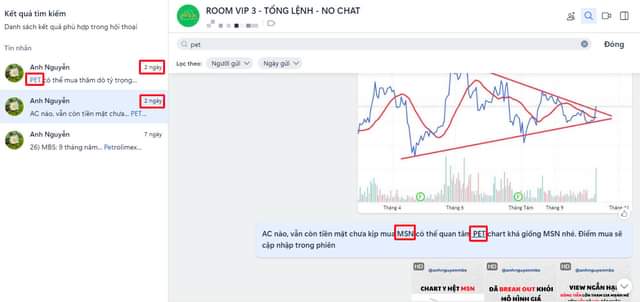 Kết quả tìm kiếm
Danh sách kết quả phù hợp trong hội thoại
Tin nhắn
Anh Nguyễn
2 ngày
PET có thể mua thăm dò tỷ trọng...
Anh Nguyễn
2 ngày
AC nào, vẫn còn tiền mặt chưa... PET...
Anh Nguyễn
7 ngày
26) MBS: 9 tháng năm... Petrolimex...
ROOM VIP 3 - TỔNG LỆNH - NO CHAT
pet
Đóng
Lọc theo:
Người gửi
Ngày gửi
Tháng 4
Tháng 6
Tháng Tám
Tháng 9
AC nào, vẫn còn tiền mặt chưa kịp mua MSN có thể quan tâm PET chart khá giống MSN nhé. Điểm mua sẽ
cập nhập trong phiên
HD
@anhnguyenmbs
CHART Y HỆT MSN
HD
@anhnguyenmbs
ĐÃ BREAK OUT KHỎI
MÔ HÌNH GIÁ
HD
@anhnguyenmbs
VIEW NGẮN HẠN